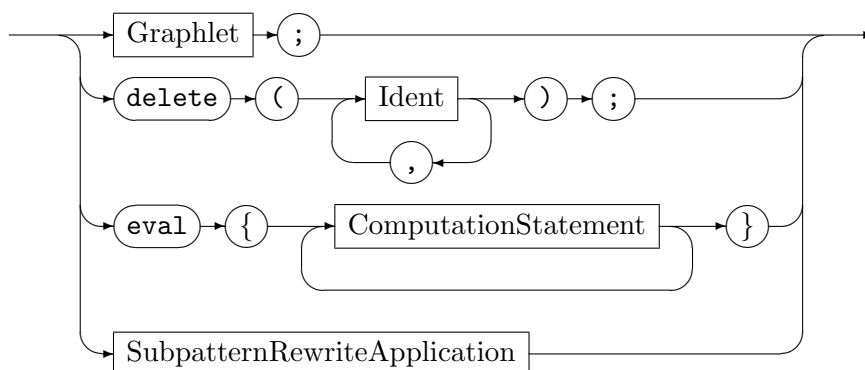 Graphlet ;
delete ( Ident ) ;
,
eval { ComputationStatement }
SubpatternRewriteApplication